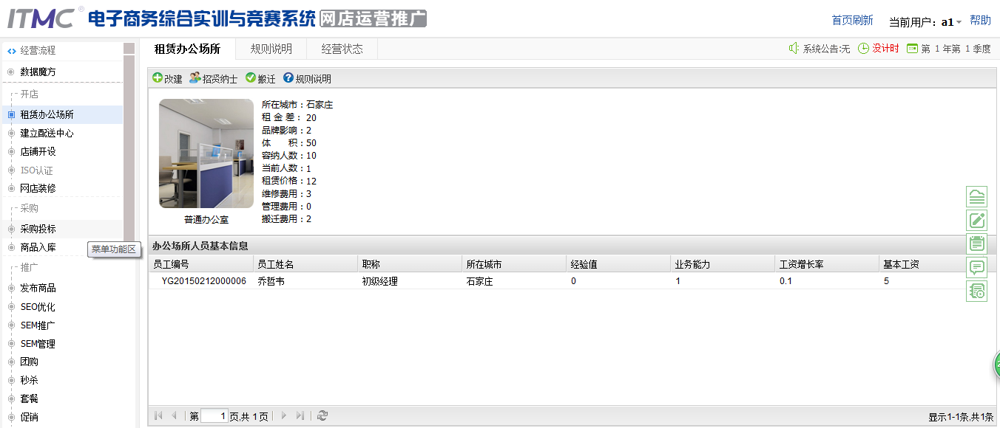 ITMC® 电子商务综合实训与竞赛系统 网店运营推广
首页刷新 当前用户：a1 帮助
经营流程
数据魔方
开店
租赁办公场所
建立配送中心
店铺开设
ISO认证
网店装修
采购
采购投标
商品入库
菜单功能区
推广
发布商品
SEO优化
SEM推广
SEM管理
团购
秒杀
套餐
促销
租赁办公场所 规则说明 经营状态
系统公告:无 没计时 第 1 年第 1 季度
改建 招贤纳士 搬迁 规则说明
普通办公室
所在城市：石家庄
租 金 差： 20
品牌影响：2
体 积：50
容纳人数：10
当前人数：1
租赁价格：12
维修费用：3
管理费用：0
搬迁费用：2
办公场所人员基本信息
员工编号 员工姓名 职称 所在城市 经验值 业务能力 工资增长率 基本工资
YG20150212000006 乔哲韦 初级经理 石家庄 0 1 0.1 5
第 1 页,共 1 页
显示1-1条,共1条